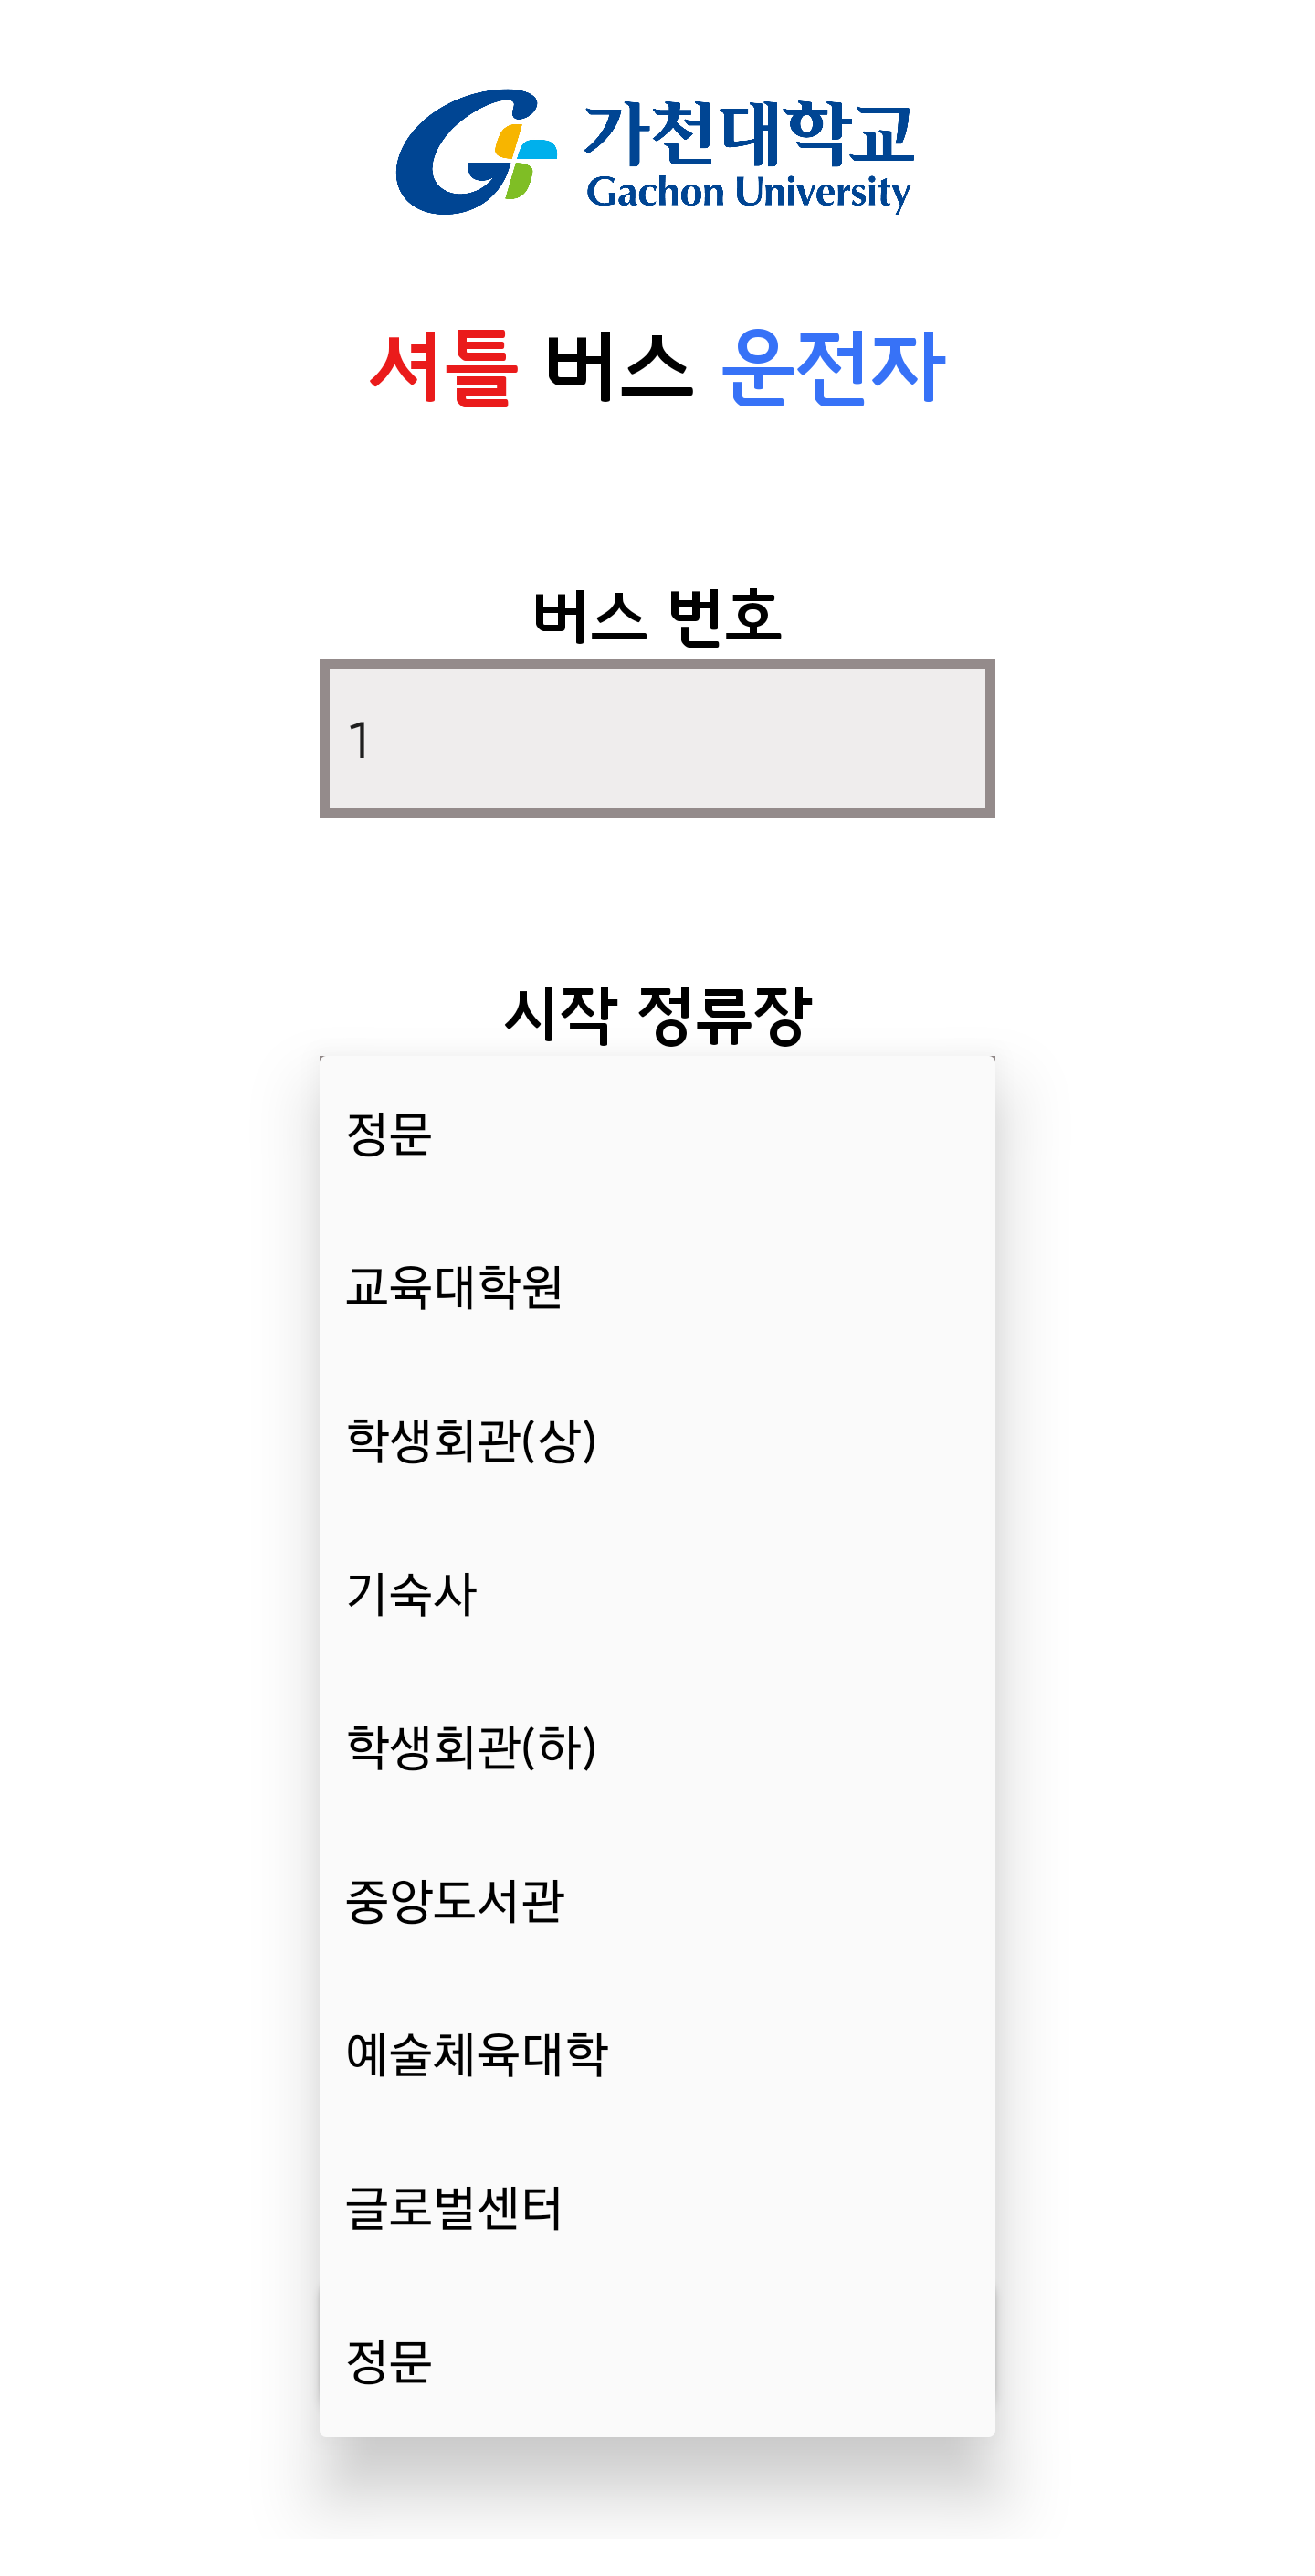 가천대학교
Gachon University
셔틀 버스 운전자
버스 번호
1
시작 정류장
정문
교육대학원
학생회관(상)
기숙사
학생회관(하)
중앙도서관
예술체육대학
글로벌센터
정문